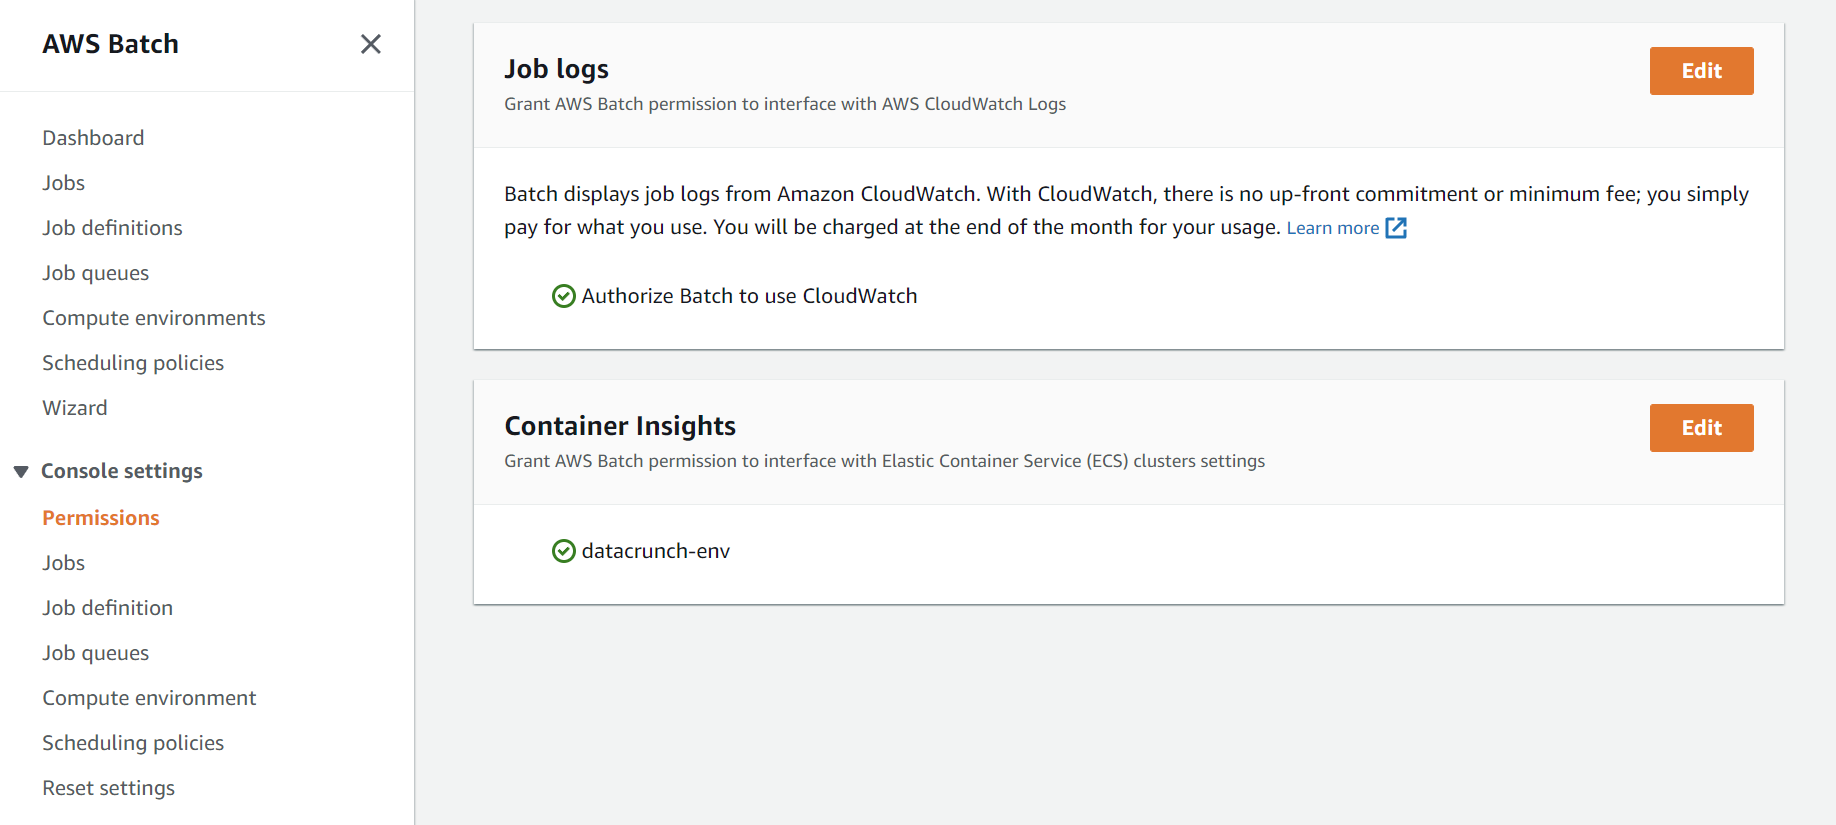 AWS Batch
Dashboard
Jobs
Job definitions
Job queues
Compute environments
Scheduling policies
Wizard
Console settings
Permissions
Jobs
Job definition
Job queues
Compute environment
Scheduling policies
Reset settings
Job logs
Edit
Grant AWS Batch permission to interface with AWS CloudWatch Logs
Batch displays job logs from Amazon CloudWatch. With CloudWatch, there is no up-front commitment or minimum fee; you simply
pay for what you use. You will be charged at the end of the month for your usage. Learn more
Authorize Batch to use CloudWatch
Container Insights
Edit
Grant AWS Batch permission to interface with Elastic Container Service (ECS) clusters settings
datacrunch-env